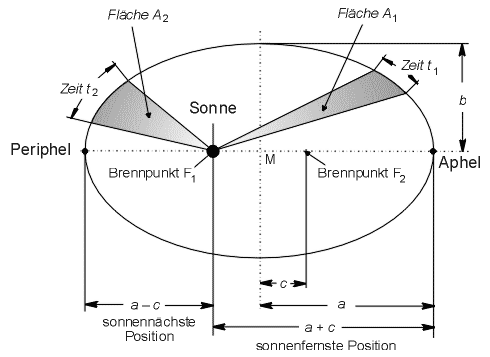 Fläche A2
Fläche A1
Zeit t2
Zeit t1
Sonne
b
Periphel
Aphel
Brennpunkt F1
M
Brennpunkt F2
c
a – c
a
sonnennächste
Position
a + c
sonnenfernste Position